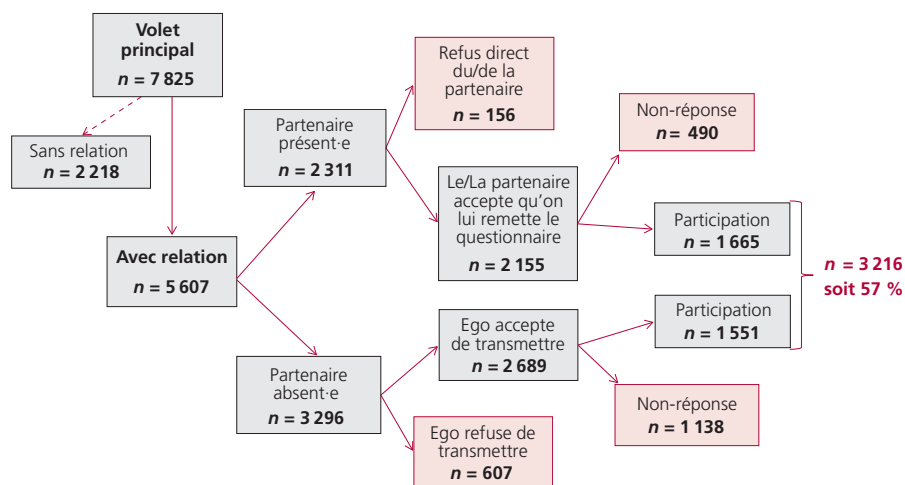 Volet
principal
n = 7 825
Sans relation
n = 2 218
Avec relation
n = 5 607
Partenaire
présent·e
n = 2 311
Partenaire
absent·e
n = 3 296
Refus direct
du/de la
partenaire
n = 156
Le/La partenaire
accepte qu'on
lui remette le
questionnaire
n = 2 155
Ego accepte
de transmettre
n = 2 689
Ego refuse de
transmettre
n = 607
Non-réponse
n = 490
Participation
n = 1 665
Participation
n = 1 551
Non-réponse
n = 1 138
n = 3 216
soit 57 %